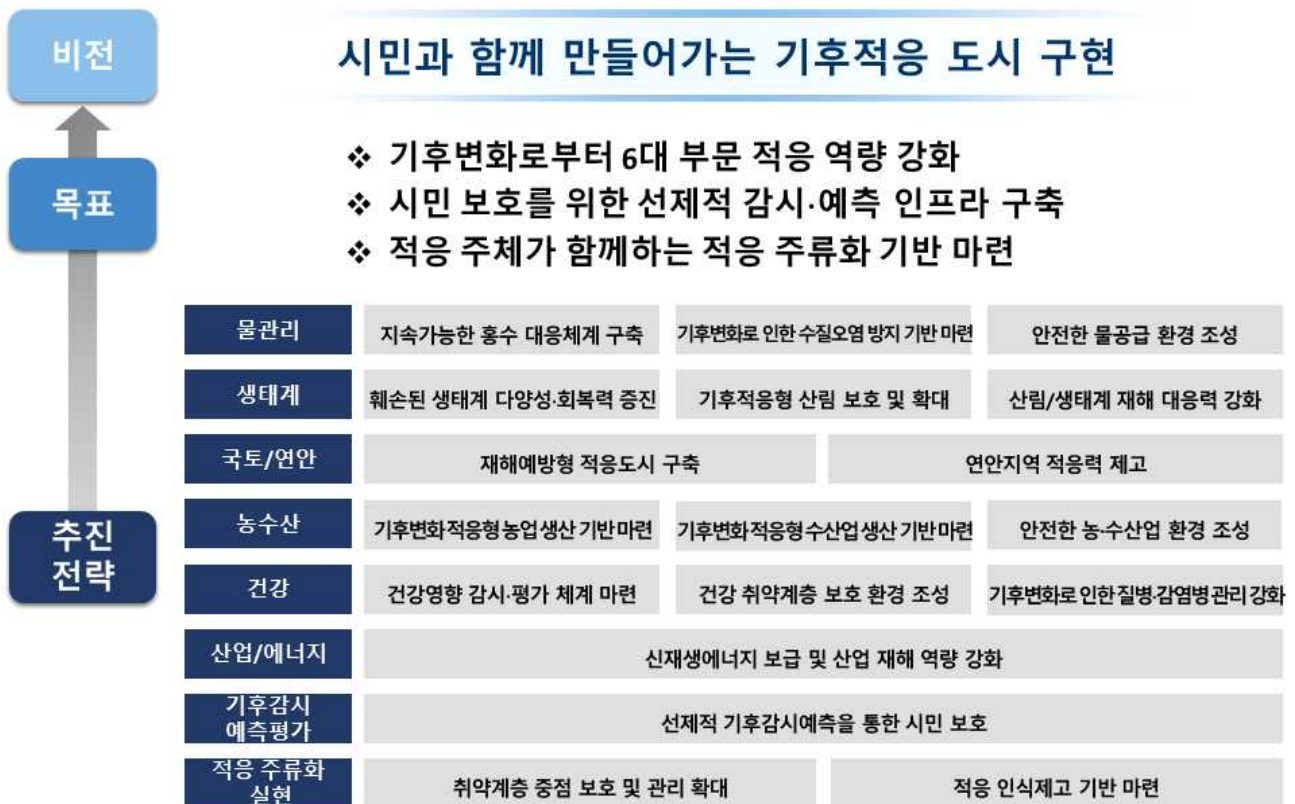 비전
시민과 함께 만들어가는 기후적응 도시 구현
목표
❖ 기후변화로부터 6대 부문 적응 역량 강화
❖ 시민 보호를 위한 선제적 감시·예측 인프라 구축
❖ 적응 주체가 함께하는 적응 주류화 기반 마련
추진
전략
물관리
지속가능한 홍수 대응체계 구축
기후변화로 인한 수질오염 방지 기반 마련
안전한 물공급 환경 조성
생태계
훼손된 생태계 다양성·회복력 증진
기후적응형 산림 보호 및 확대
산림/생태계 재해 대응력 강화
국토/연안
재해예방형 적응도시 구축
연안지역 적응력 제고
농수산
기후변화 적응형 농업 생산 기반 마련
기후변화 적응형 수산업 생산 기반 마련
안전한 농·수산업 환경 조성
건강
건강영향 감시·평가 체계 마련
건강 취약계층 보호 환경 조성
기후변화로 인한 질병·감염병 관리 강화
산업/에너지
신재생에너지 보급 및 산업 재해 역량 강화
기후감시
예측평가
선제적 기후감시예측을 통한 시민 보호
적응 주류화
실현
취약계층 중점 보호 및 관리 확대
적응 인식제고 기반 마련